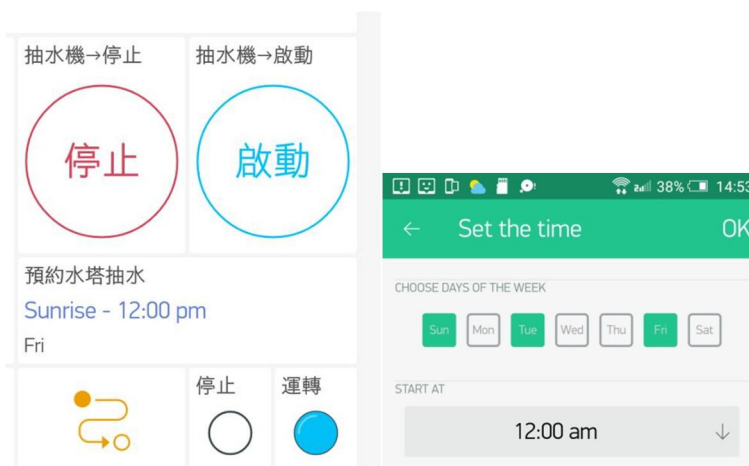 抽水機→停止
抽水機→啟動
停止
啟動
預約水塔抽水
Sunrise - 12:00 pm
Fri
停止
運轉
38% 14:53
Set the time
OK
CHOOSE DAYS OF THE WEEK
Sun Mon Tue Wed Thu Fri Sat
START AT
12:00 am